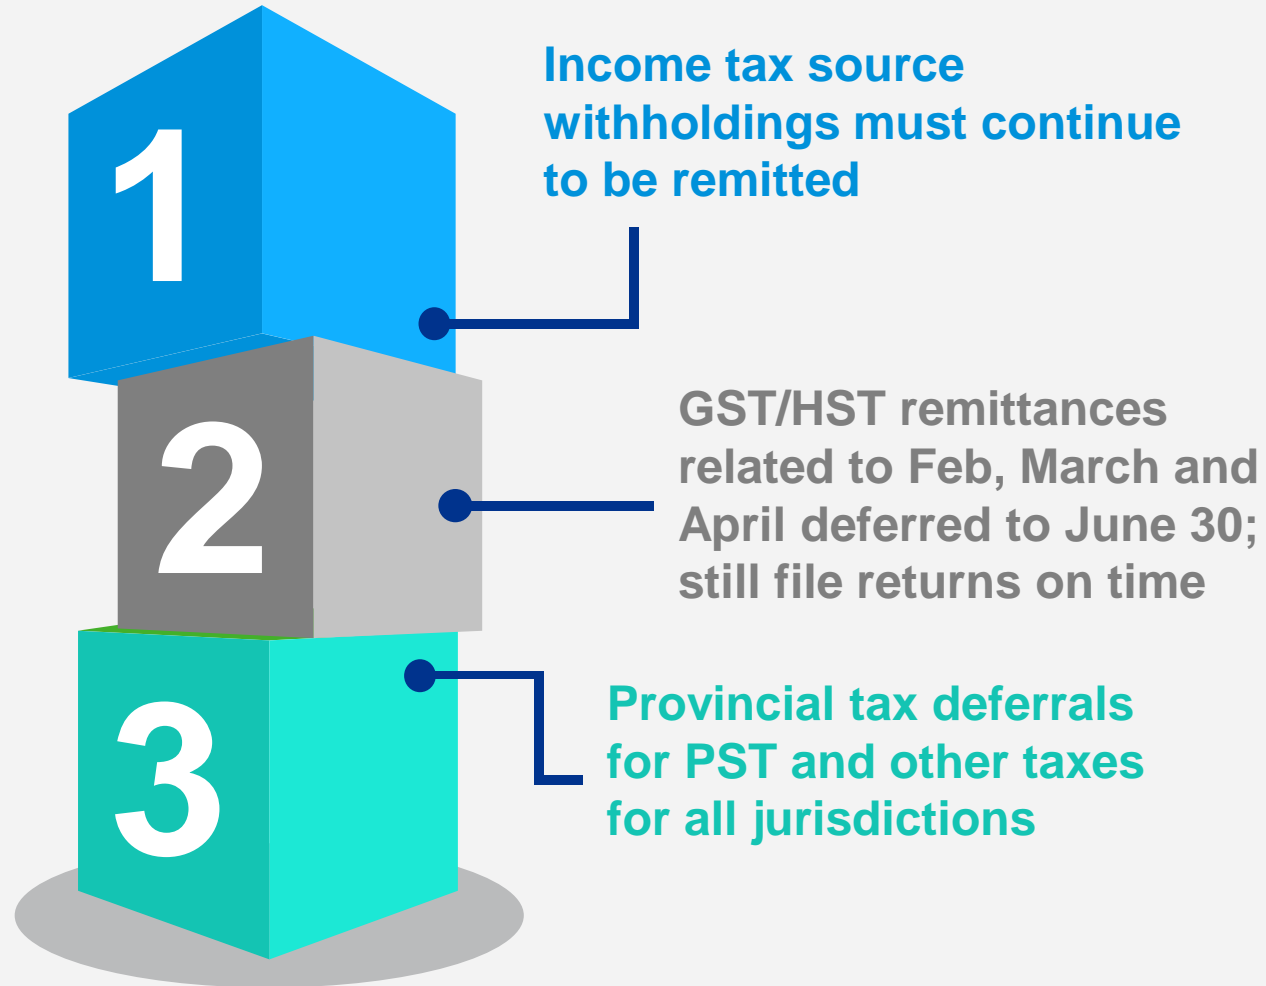 1
Income tax source
withholdings must continue
to be remitted
2
GST/HST remittances
related to Feb, March and
April deferred to June 30;
still file returns on time
3
Provincial tax deferrals
for PST and other taxes
for all jurisdictions